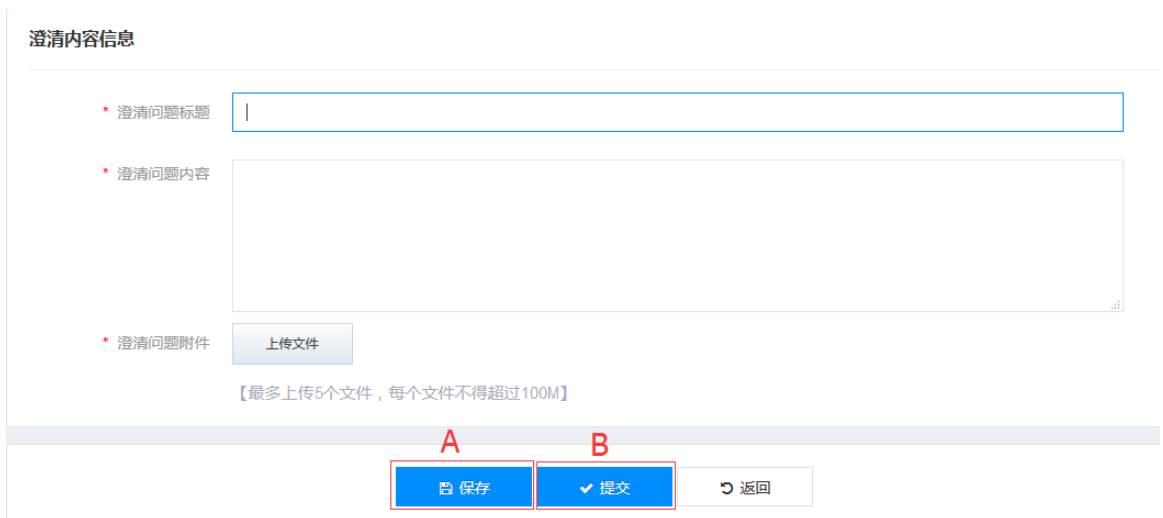 澄清内容信息
* 澄清问题标题
* 澄清问题内容
* 澄清问题附件 上传文件
【最多上传5个文件，每个文件不得超过100M】
A B
保存 提交 返回